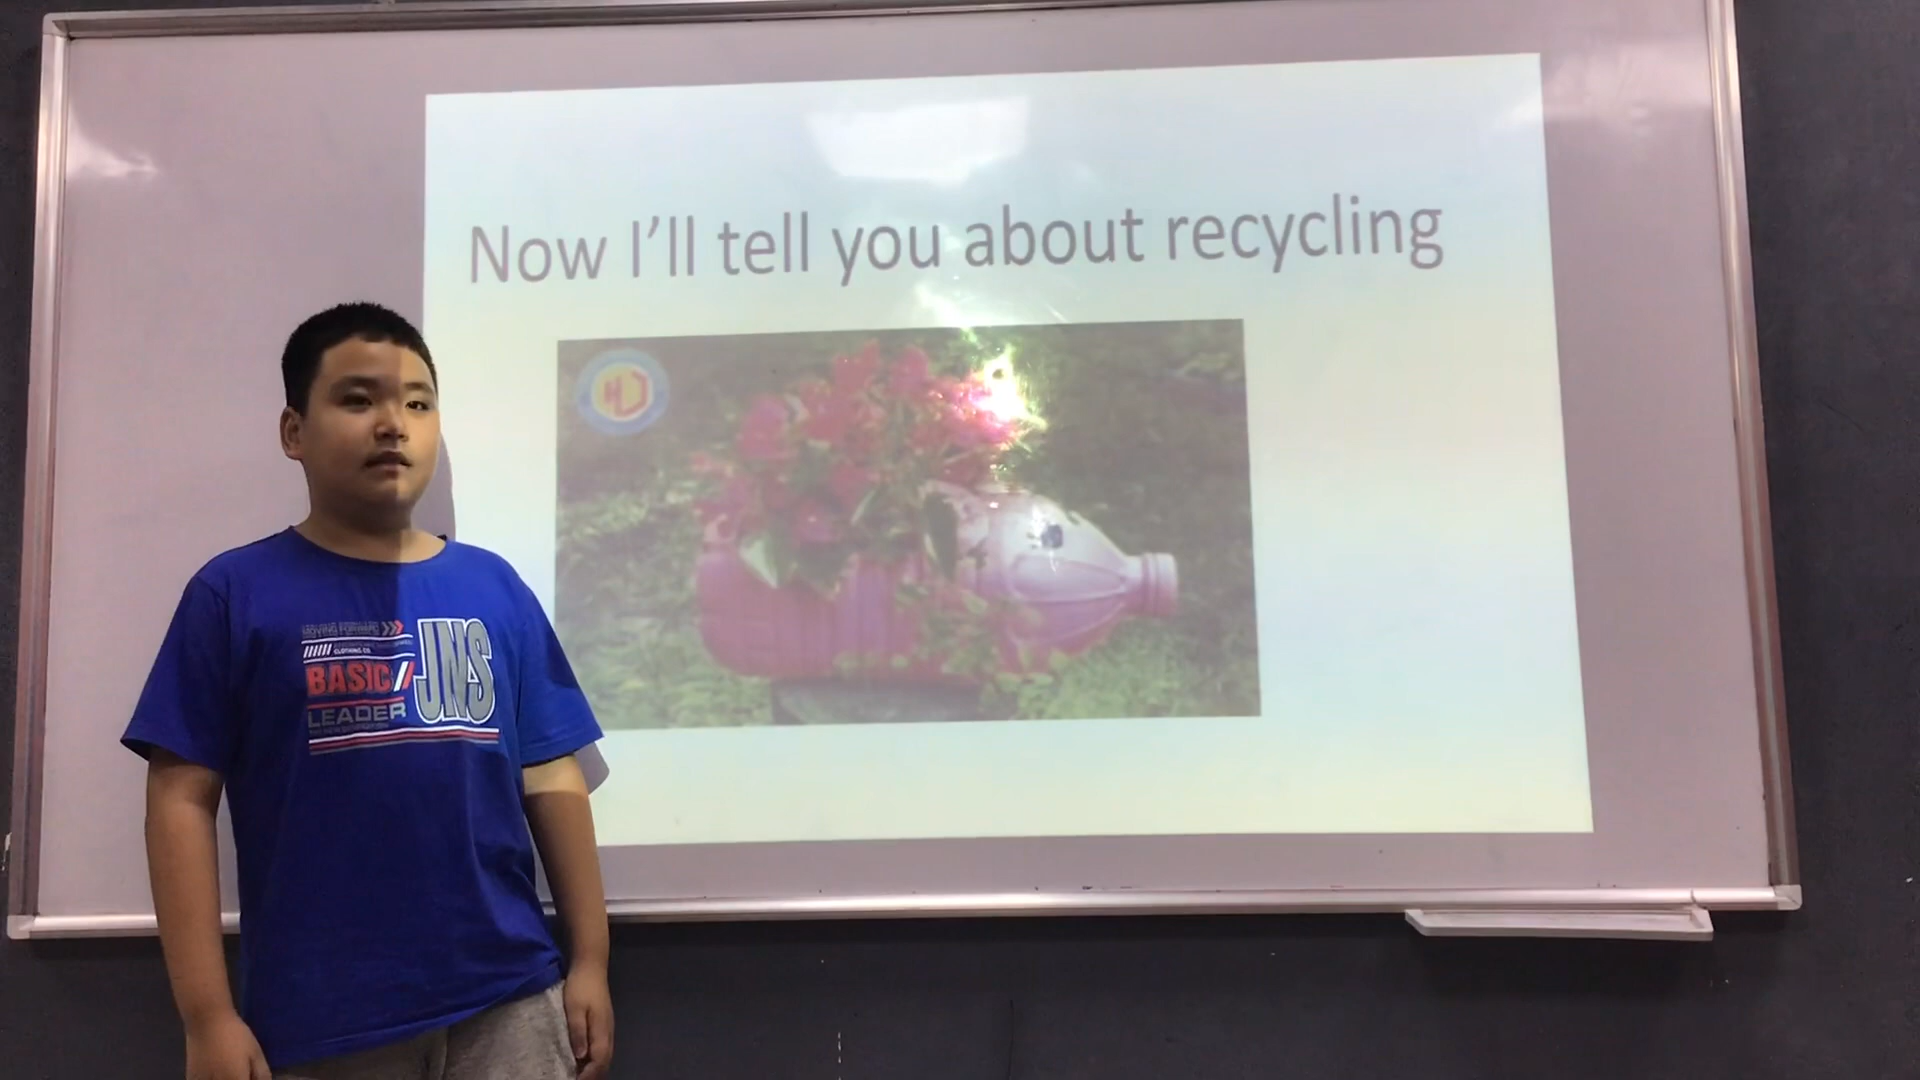 Now I'll tell you about recycling
MOVING FORWARD
CLOTHING CO.
BASIC//
JNS
LEADER